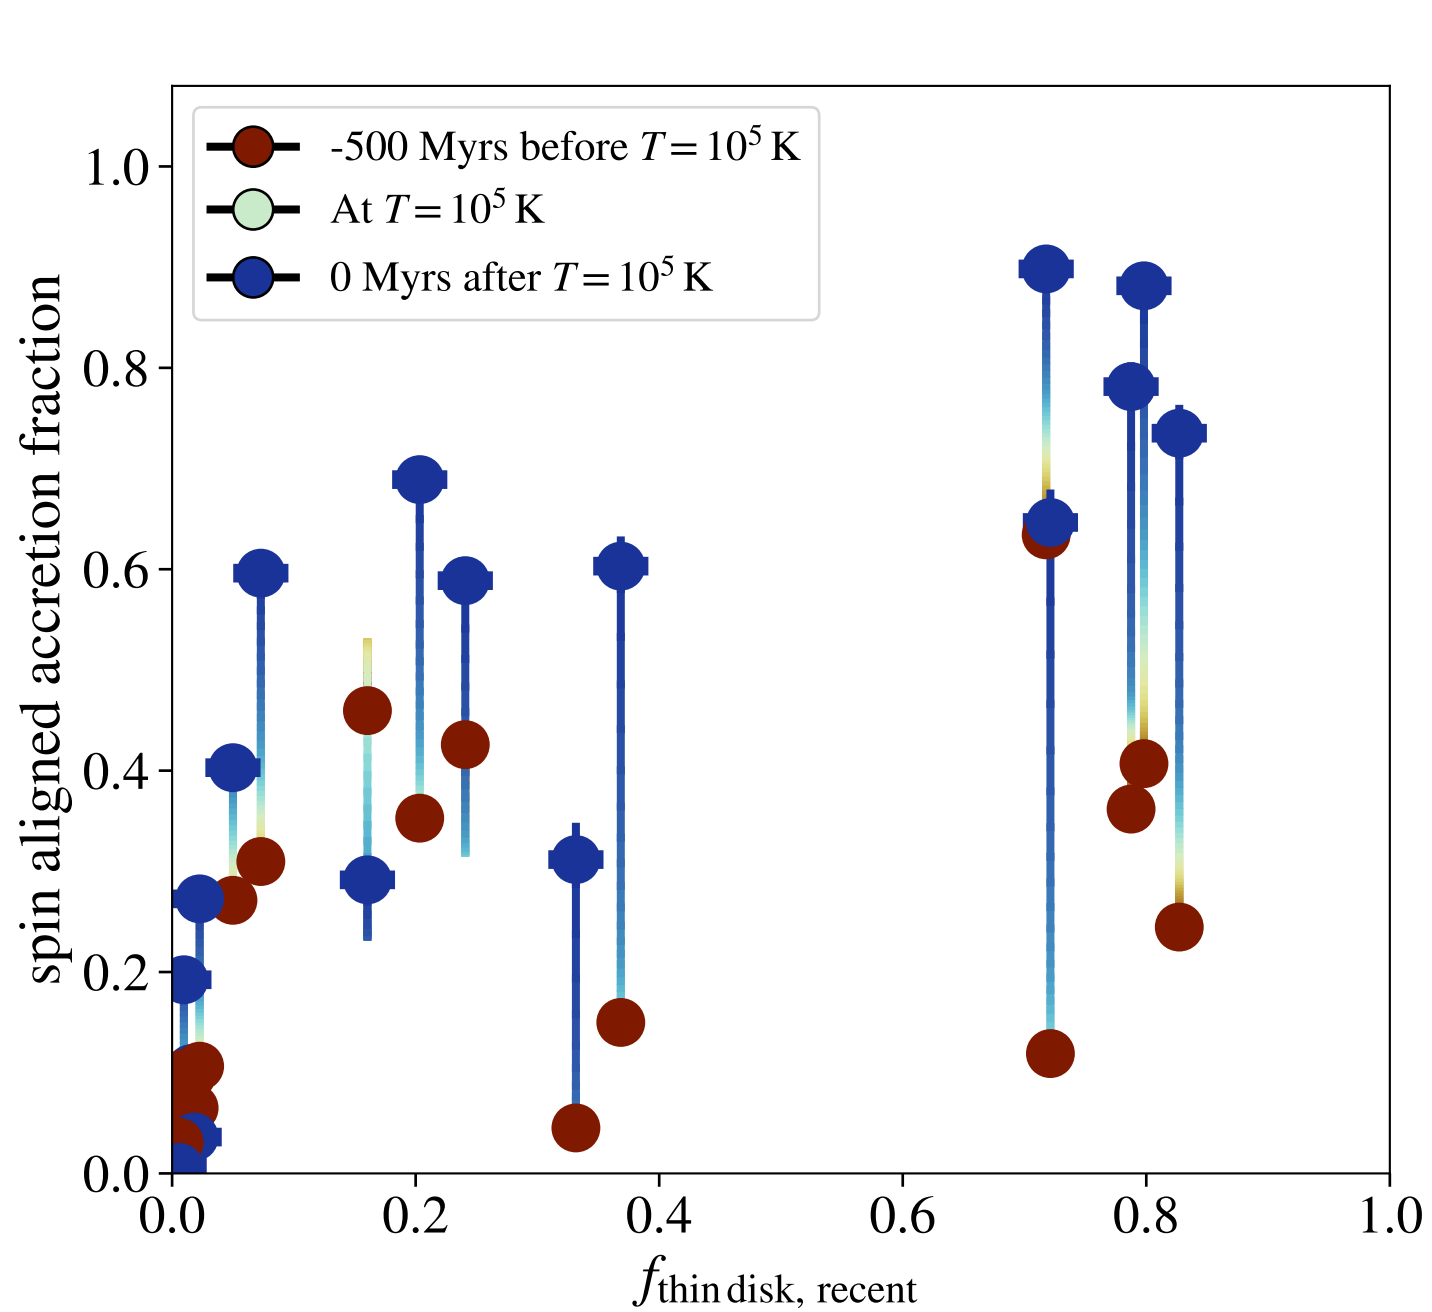 -500 Myrs before T = 10⁵ K
At T = 10⁵ K
0 Myrs after T = 10⁵ K
spin aligned accretion fraction
1.0
0.8
0.6
0.4
0.2
0.0
0.0 0.2 0.4 0.6 0.8 1.0
f thin disk, recent